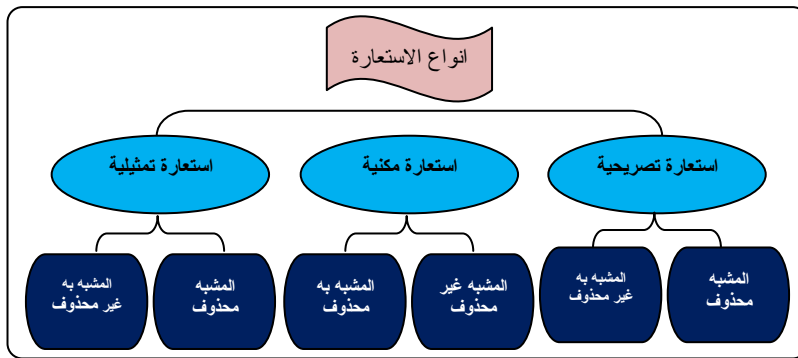 انواع الاستعارة
استعارة تصريحية
استعارة مكنية
استعارة تمثيلية
المشبه
محذوف
المشبه به
غير محذوف
المشبه غير
محذوف
المشبه به
محذوف
المشبه
محذوف
المشبه به
غير محذوف